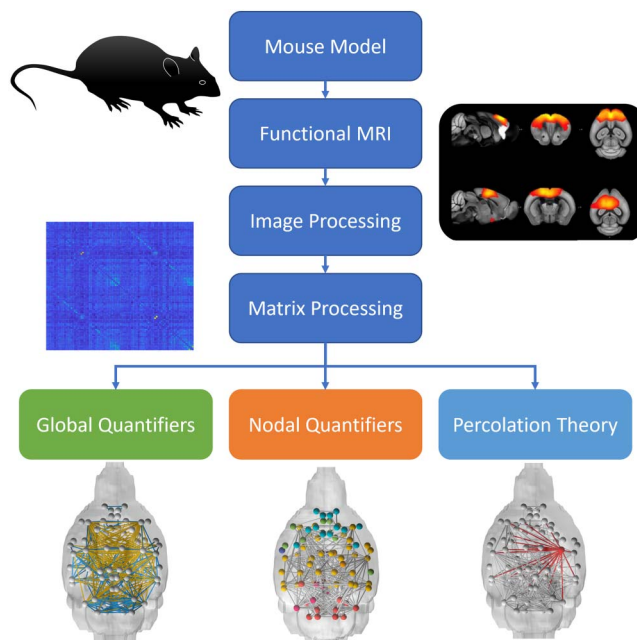 Mouse Model
Functional MRI
Image Processing
Matrix Processing
Global Quantifiers
Nodal Quantifiers
Percolation Theory